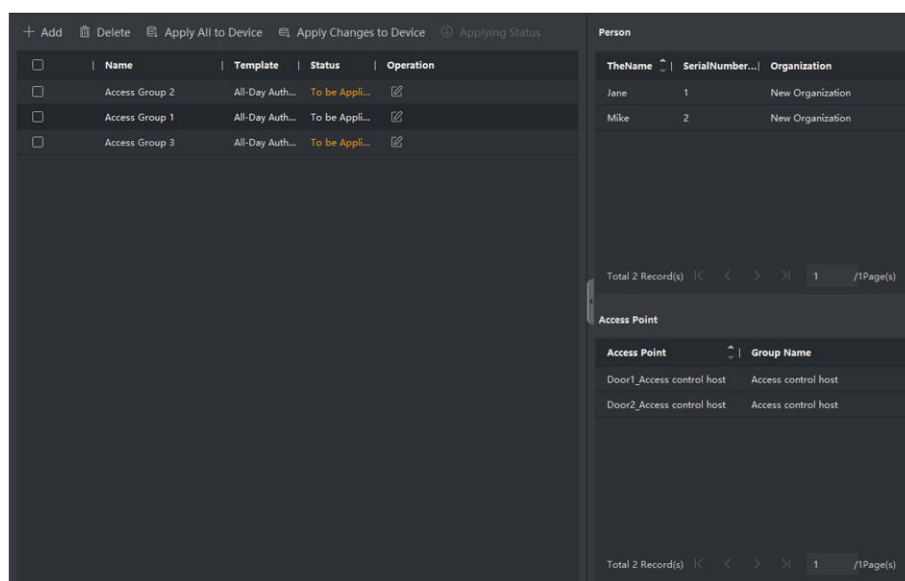 Add Delete Apply All to Device Apply Changes to Device Applying Status
Name Template Status Operation
Access Group 2 All-Day Auth... To be Appli...
Access Group 1 All-Day Auth... To be Appli...
Access Group 3 All-Day Auth... To be Appli...
Person
TheName SerialNumber... Organization
Jane 1 New Organization
Mike 2 New Organization
Total 2 Record(s) 1 /1Page(s)
Access Point
Access Point Group Name
Door1_Access control host Access control host
Door2_Access control host Access control host
Total 2 Record(s) 1 /1Page(s)